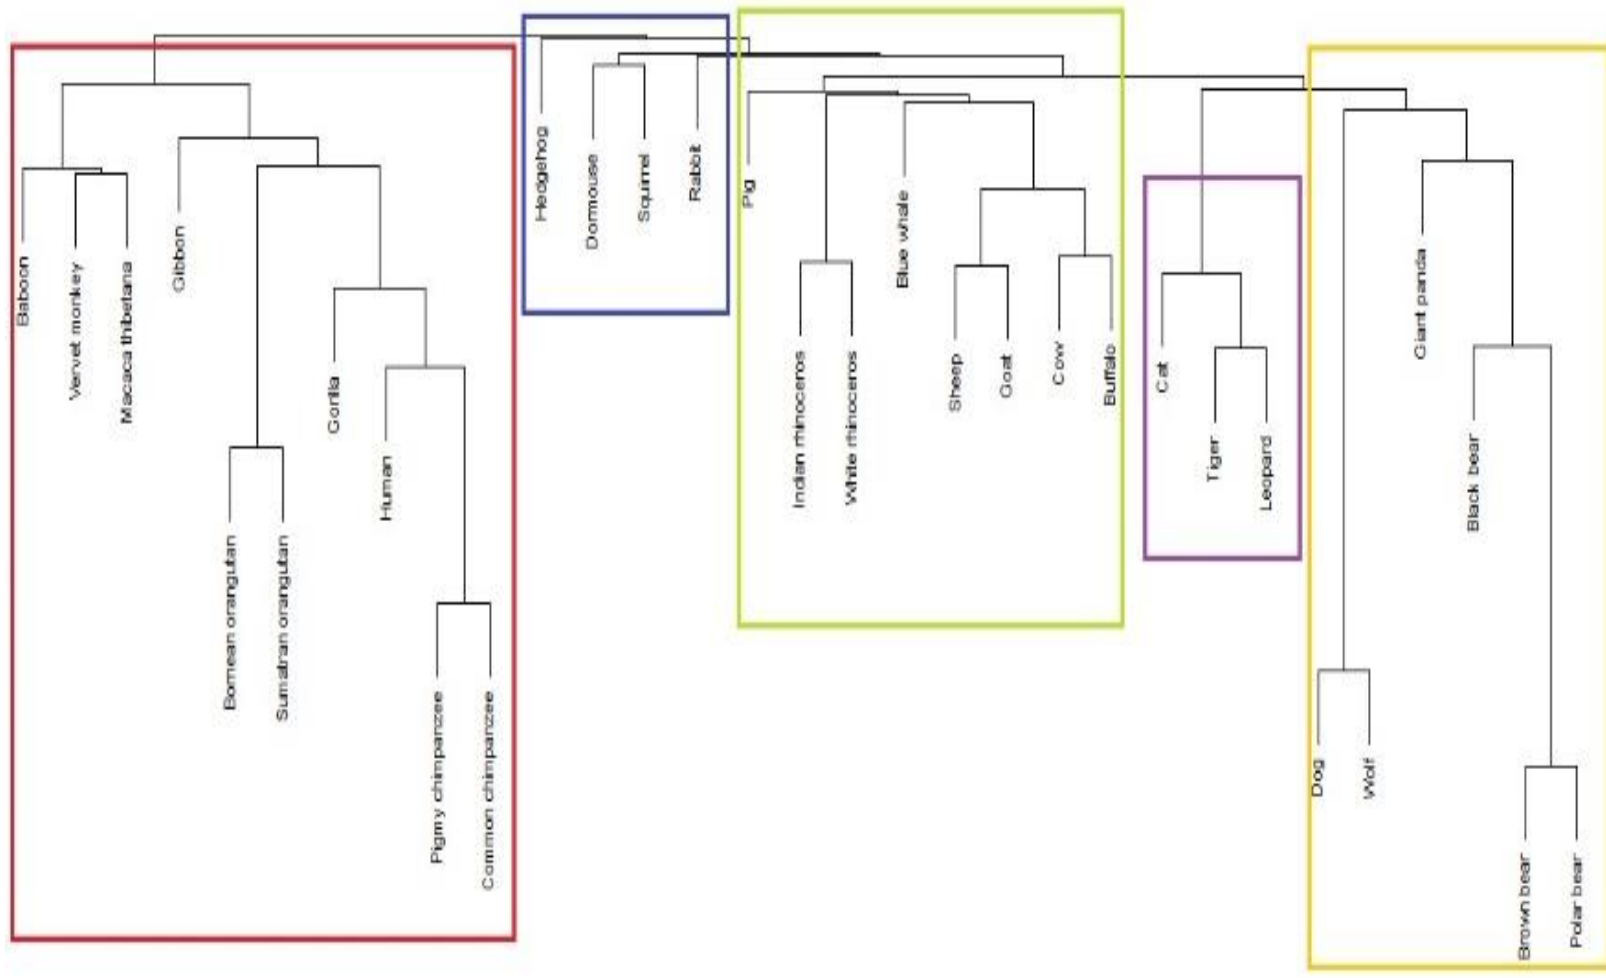 Baboon
Vervet monkey
Macaca thibetana
Gibbon
Bornean orangutan
Sumatran orangutan
Gorilla
Human
Pigmy chimpanzee
Common chimpanzee
Hedgehog
Dormouse
Squirrel
Rabbit
Pig
Indian rhinoceros
White rhinoceros
Blue whale
Sheep
Goat
Cow
Buffalo
Cat
Tiger
Leopard
Dog
Wolf
Giant panda
Black bear
Brown bear
Polar bear